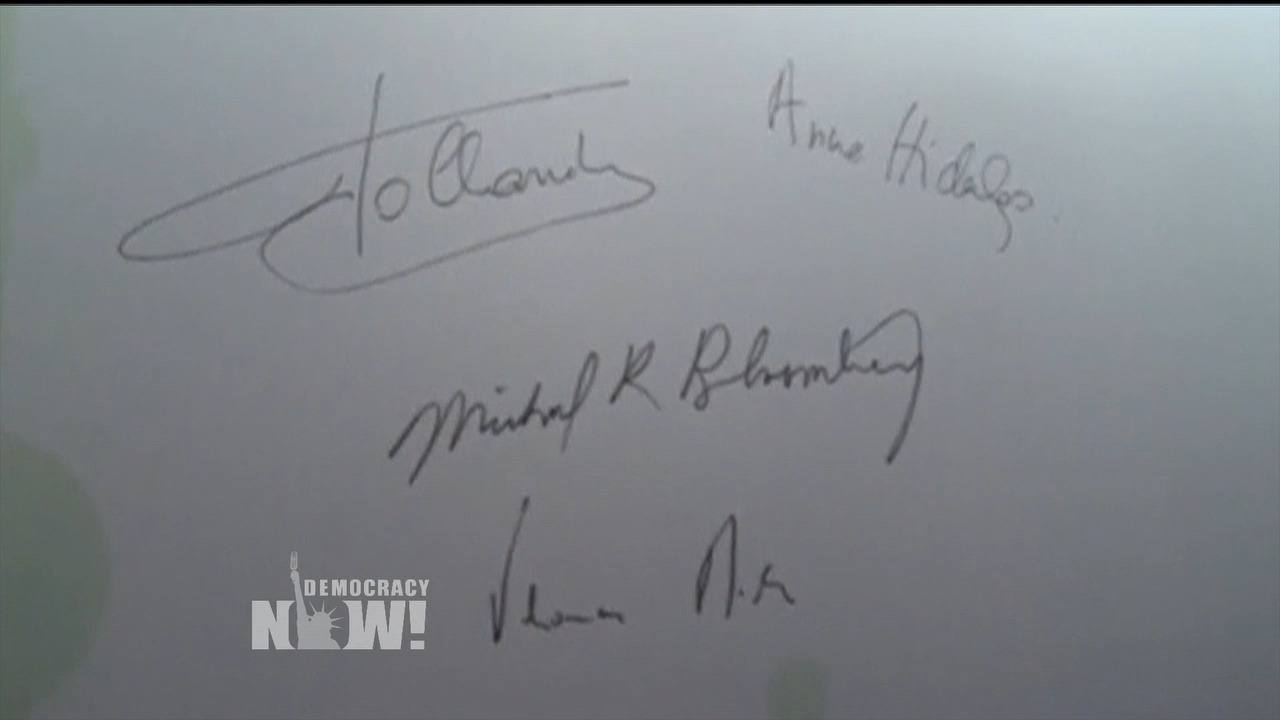 Hollande
Anne Hidalgo.
Michael R Bloomberg
DEMOCRACY
NOW!